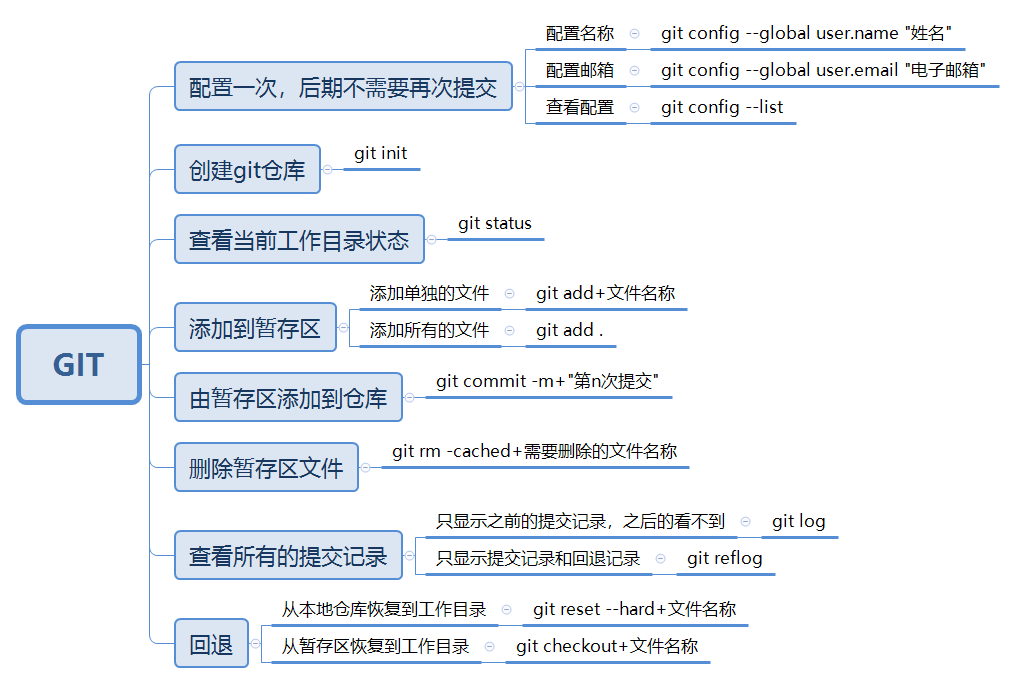 GIT
配置一次，后期不需要再次提交
配置名称 git config --global user.name "姓名"
配置邮箱 git config --global user.email "电子邮箱"
查看配置 git config --list
创建git仓库 git init
查看当前工作目录状态 git status
添加到暂存区
添加单独的文件 git add+文件名称
添加所有的文件 git add .
由暂存区添加到仓库 git commit -m+"第n次提交"
删除暂存区文件 git rm -cached+需要删除的文件名称
查看所有的提交记录
只显示之前的提交记录，之后的看不到 git log
只显示提交记录和回退记录 git reflog
回退
从本地仓库恢复到工作目录 git reset --hard+文件名称
从暂存区恢复到工作目录 git checkout+文件名称